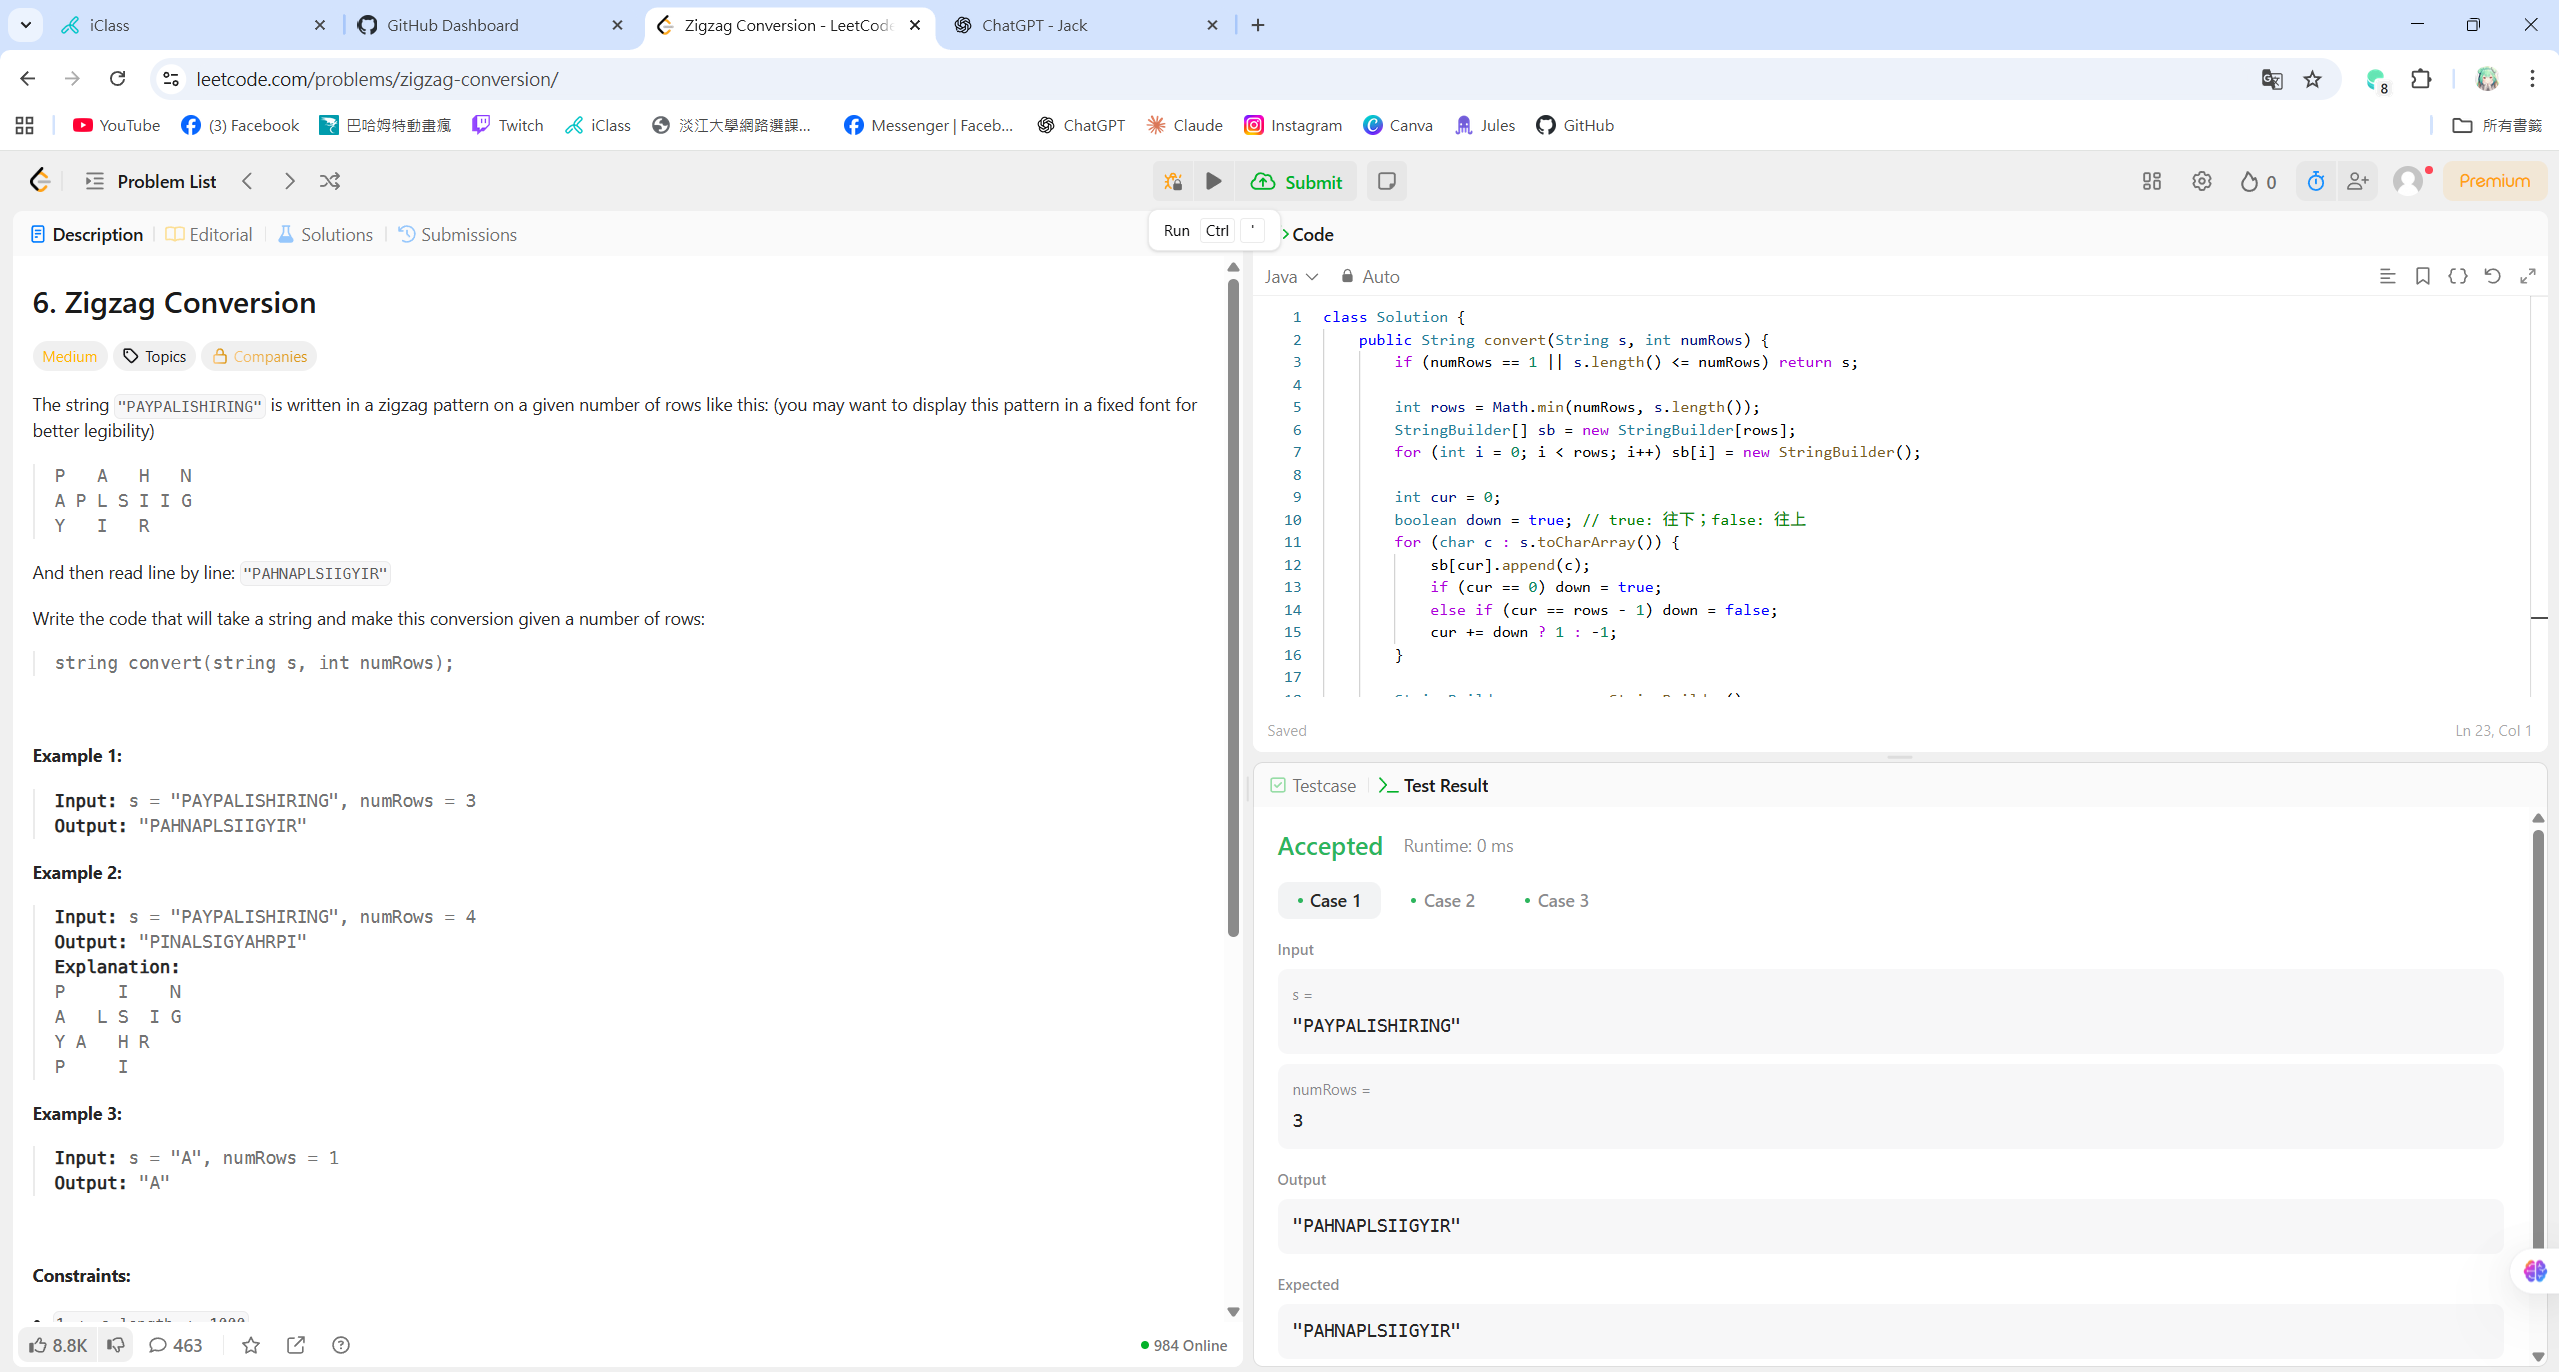 iClass
GitHub Dashboard
Zigzag Conversion - LeetCode
ChatGPT - Jack
leetcode.com/problems/zigzag-conversion/
8
YouTube
(3) Facebook
巴哈姆特動畫瘋
Twitch
iClass
淡江大學網路選課...
Messenger | Faceb...
ChatGPT
Claude
Instagram
Canva
Jules
GitHub
所有書籤
Problem List
Submit
0
Premium
Run Ctrl '
Description
Editorial
Solutions
Submissions
6. Zigzag Conversion
Medium
Topics
Companies
The string "PAYPALISHIRING" is written in a zigzag pattern on a given number of rows like this: (you may want to display this pattern in a fixed font for
better legibility)
P   A   H   N
A P L S I I G
Y   I   R
And then read line by line: "PAHNAPLSIIGYIR"
Write the code that will take a string and make this conversion given a number of rows:
string convert(string s, int numRows);
Example 1:
Input: s = "PAYPALISHIRING", numRows = 3
Output: "PAHNAPLSIIGYIR"
Example 2:
Input: s = "PAYPALISHIRING", numRows = 4
Output: "PINALSIGYAHRPI"
Explanation:
P     I    N
A   L S  I G
Y A   H R
P     I
Example 3:
Input: s = "A", numRows = 1
Output: "A"
Constraints:
8.8K
463
984 Online
Code
Java
Auto
1 class Solution {
2     public String convert(String s, int numRows) {
3         if (numRows == 1 || s.length() <= numRows) return s;
4
5         int rows = Math.min(numRows, s.length());
6         StringBuilder[] sb = new StringBuilder[rows];
7         for (int i = 0; i < rows; i++) sb[i] = new StringBuilder();
8
9         int cur = 0;
10         boolean down = true; // true: 往下；false: 往上
11         for (char c : s.toCharArray()) {
12             sb[cur].append(c);
13             if (cur == 0) down = true;
14             else if (cur == rows - 1) down = false;
15             cur += down ? 1 : -1;
16         }
17
Saved
Ln 23, Col 1
Testcase
Test Result
Accepted
Runtime: 0 ms
Case 1
Case 2
Case 3
Input
s =
"PAYPALISHIRING"
numRows =
3
Output
"PAHNAPLSIIGYIR"
Expected
"PAHNAPLSIIGYIR"